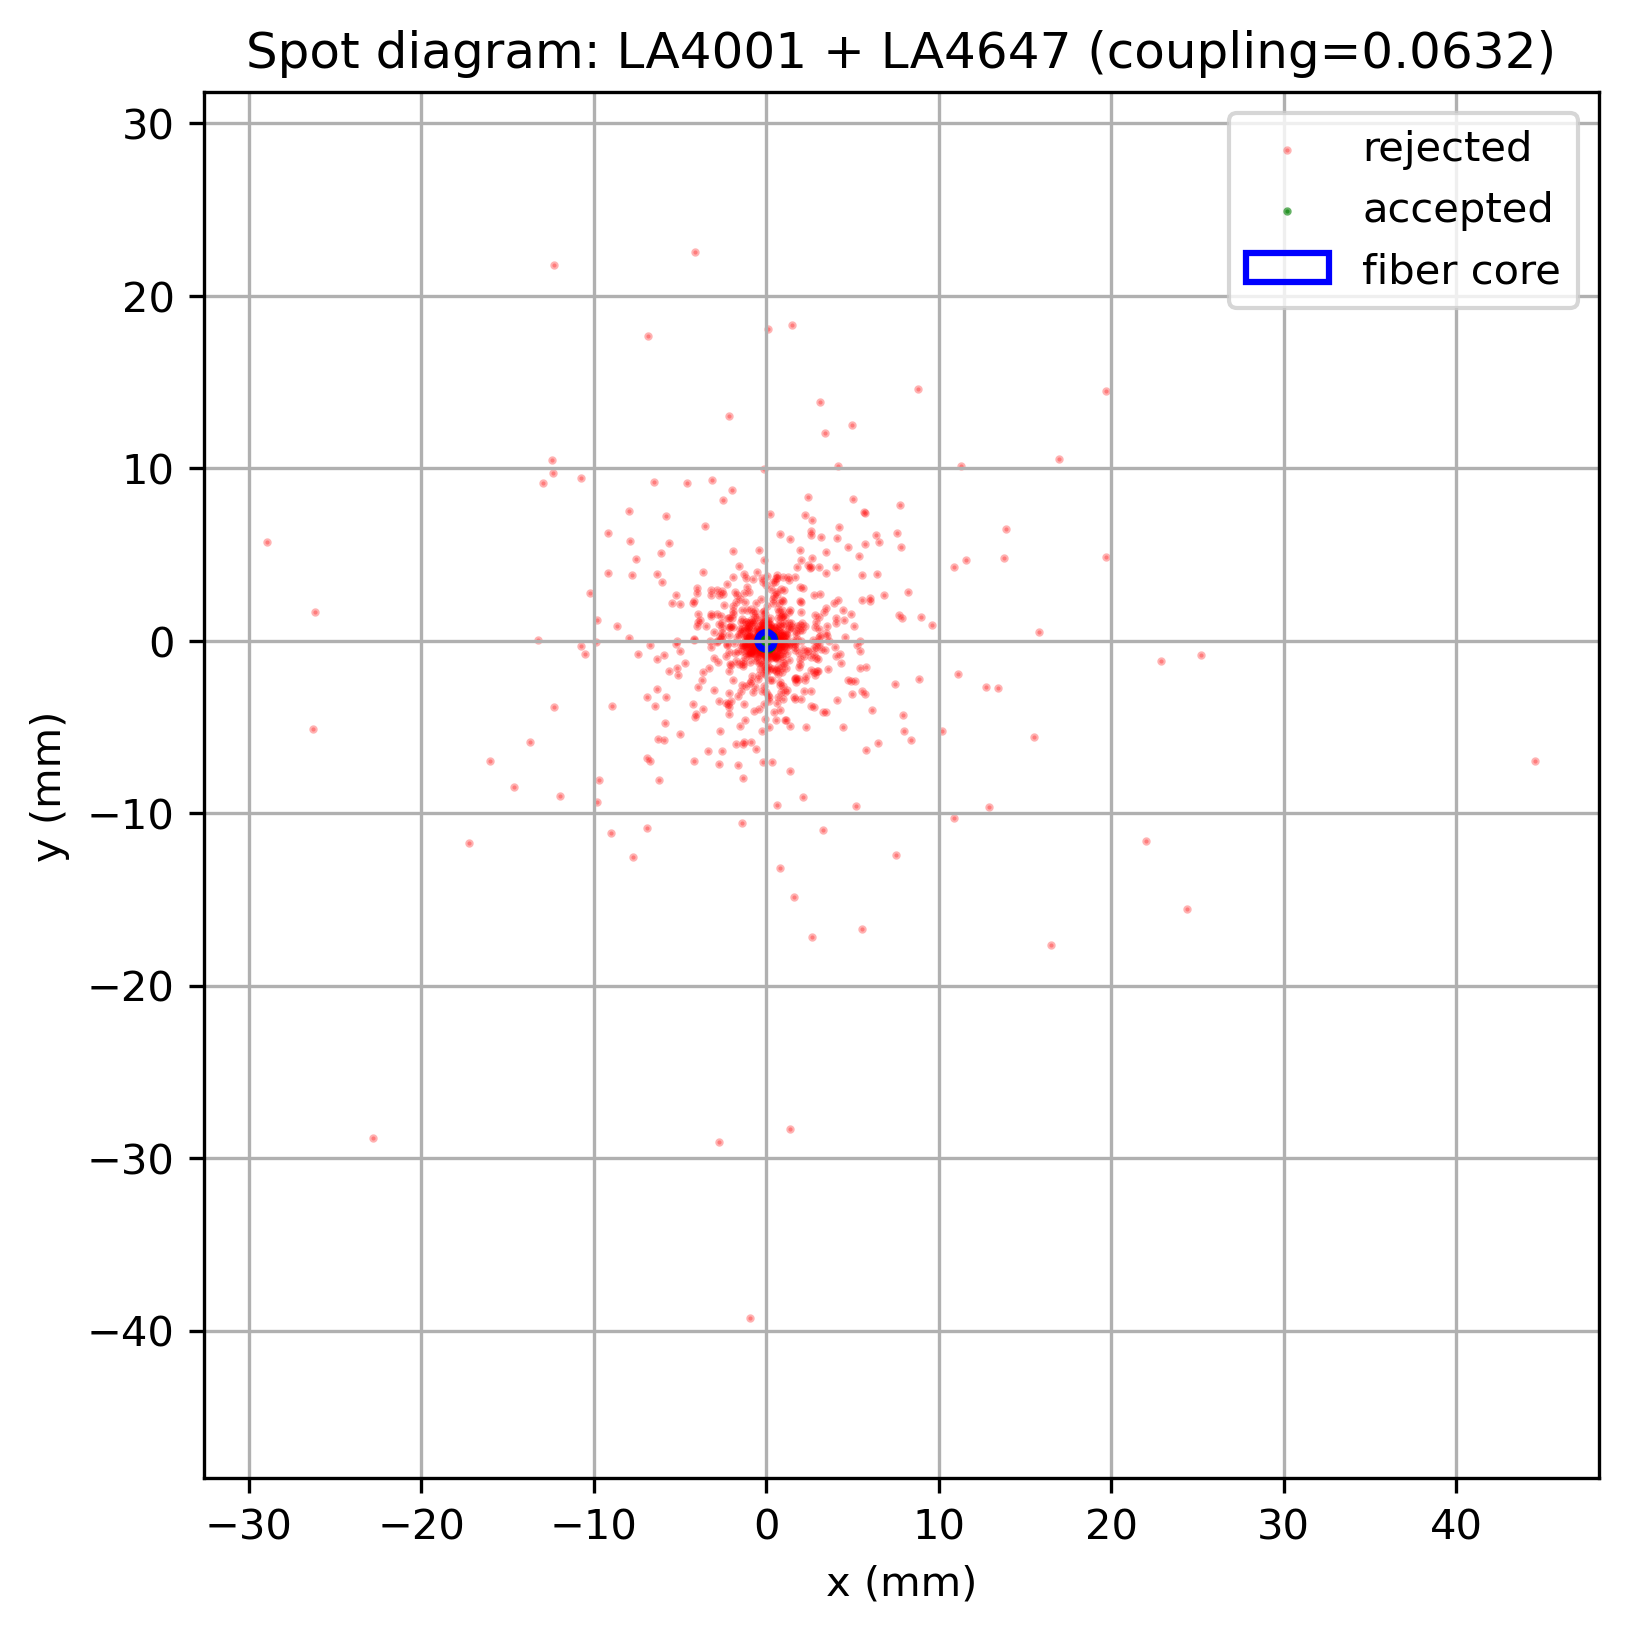 Spot diagram: LA4001 + LA4647 (coupling=0.0632)
rejected
accepted
fiber core
30
20
10
0
−10
−20
−30
−40
y (mm)
−30 −20 −10 0 10 20 30 40
x (mm)